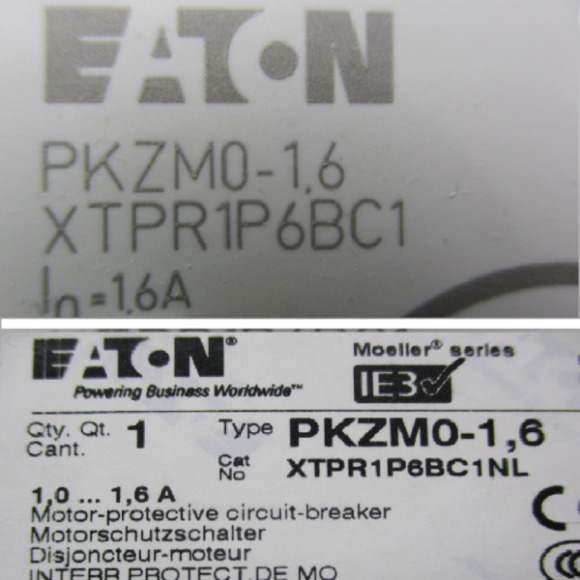 EATON
PKZM0-1,6
XTPR1P6BC1
In=1,6A
EATON®
Powering Business Worldwide™
Moeller® series
IE3✓
Qty. Qt. 1
Cant.
Type PKZM0-1,6
Cat No XTPR1P6BC1NL
1,0 ... 1,6 A
Motor-protective circuit-breaker
Motorschutzschalter
Disjoncteur-moteur
INTERR.PROTECT.DE MO